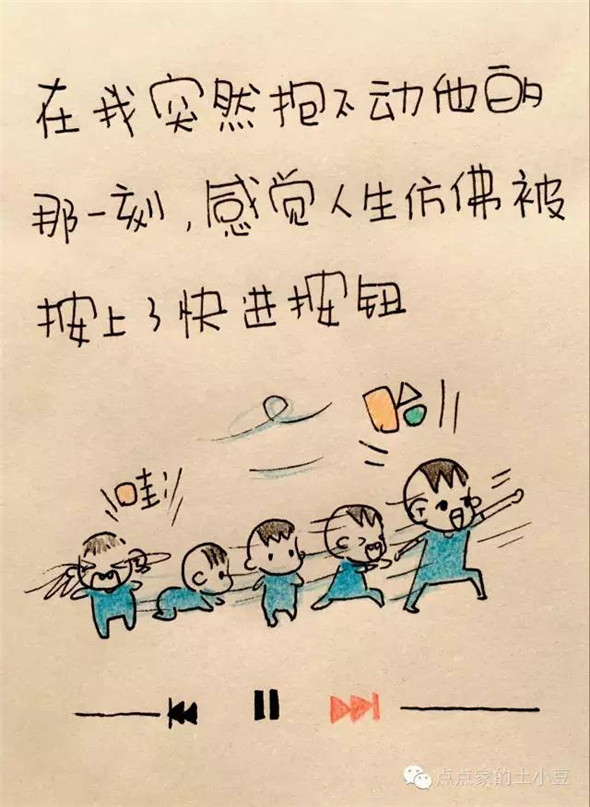 在我突然抱不动他的
那一刻,感觉人生仿佛被
按上了快进按钮
哈
哇
点点家的土小豆